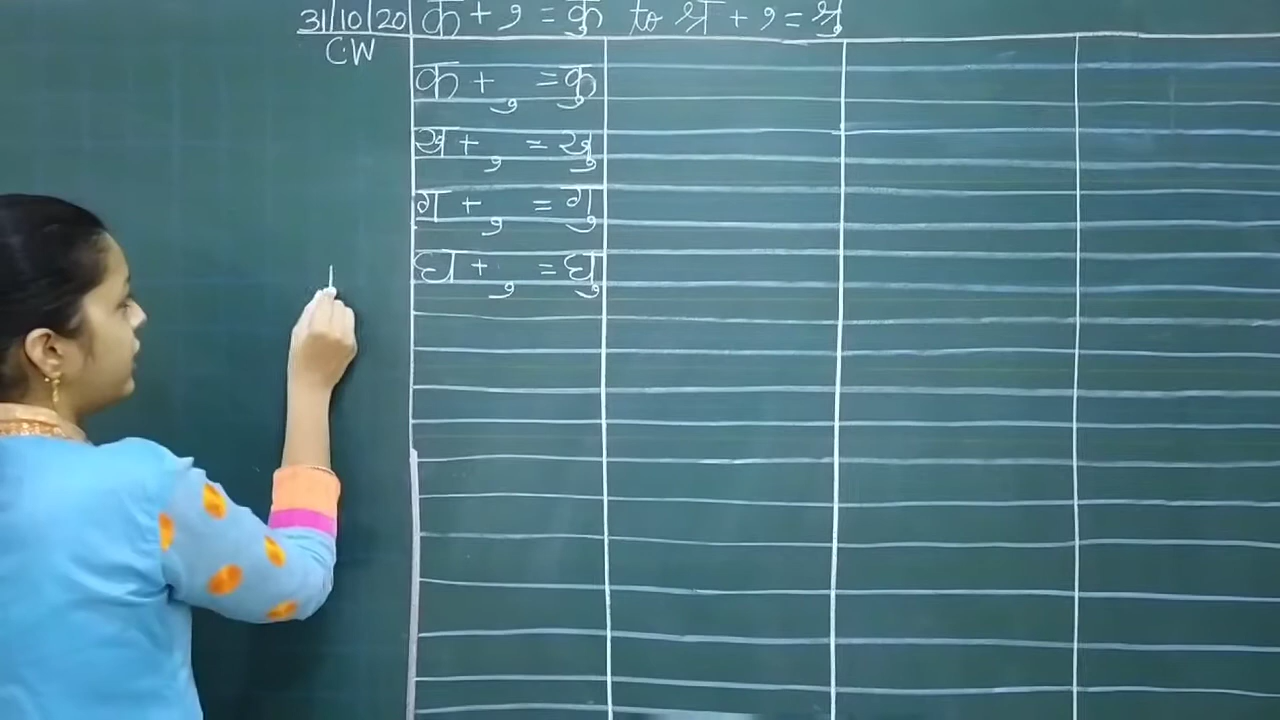 31/10/20 क + ु = कु to श्र + ु = श्रु
CW
क + ु = कु
ख + ु = खु
ग + ु = गु
घ + ु = घु